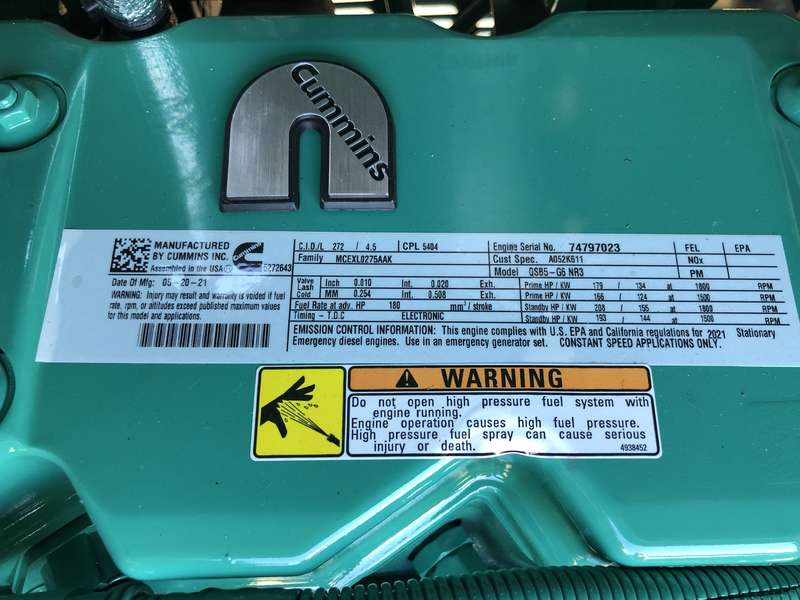 Cummins
MANUFACTURED
BY CUMMINS INC.
Assembled in the USA
5272643
Date Of Mfg: 05-20-21
WARNING: Injury may result and warranty is voided if fuel
rate, rpm, or altitudes exceed published maximum values
for this model and applications.
C.I.D./L 272 / 4.5 CPL 5404 Engine Serial No. 74797023 FEL EPA
Family MCEXL0275AAK Cust Spec. A052K611 NOx
Model QSB5-G6 NR3 PM
Valve Lash Cold Inch 0.010 Int. 0.020 Exh. Prime HP / KW 179 / 134 at 1800 RPM
MM 0.254 Int. 0.508 Exh. Prime HP / KW 166 / 124 at 1500 RPM
Fuel Rate at adv. HP 180 mm³ / stroke Standby HP / KW 208 / 155 at 1800 RPM
Timing - T.D.C ELECTRONIC Standby HP / KW 193 / 144 at 1500 RPM
EMISSION CONTROL INFORMATION: This engine complies with U.S. EPA and California regulations for 2021 Stationary
Emergency diesel engines. Use in an emergency generator set. CONSTANT SPEED APPLICATIONS ONLY.
WARNING
Do not open high pressure fuel system with
engine running.
Engine operation causes high fuel pressure.
High pressure fuel spray can cause serious
injury or death.
4938452